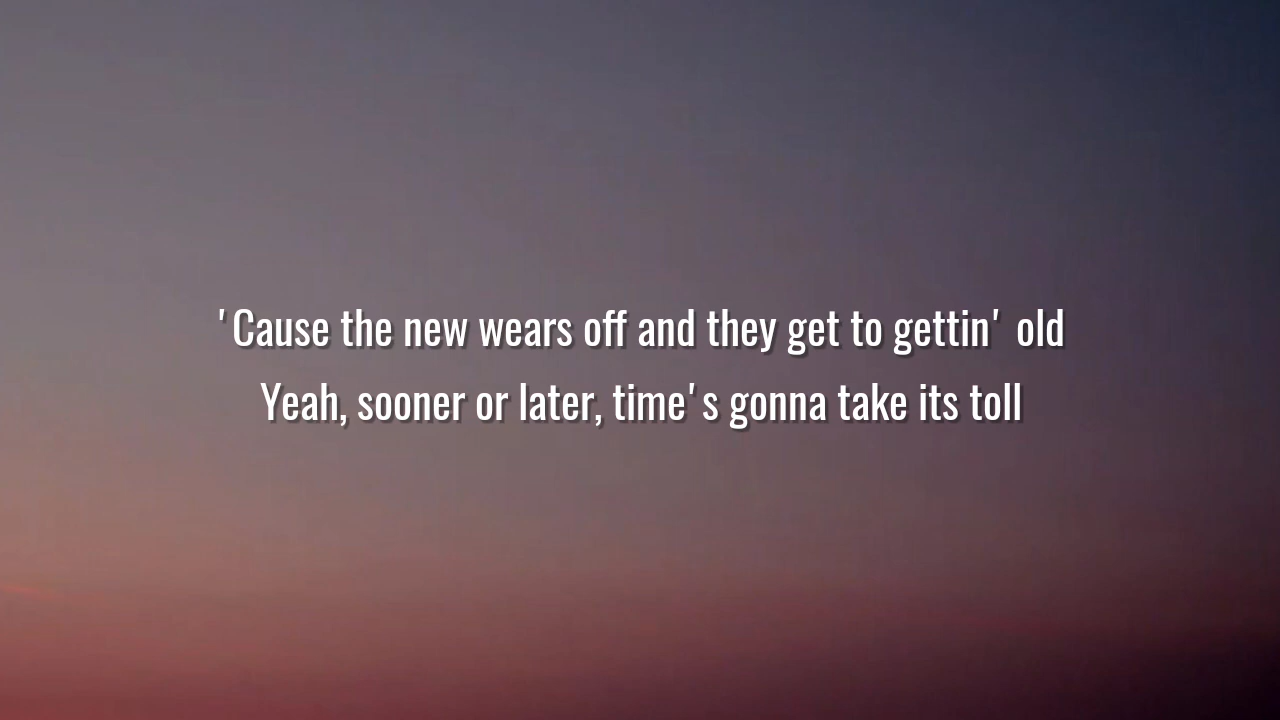 'Cause the new wears off and they get to gettin' old
Yeah, sooner or later, time's gonna take its toll